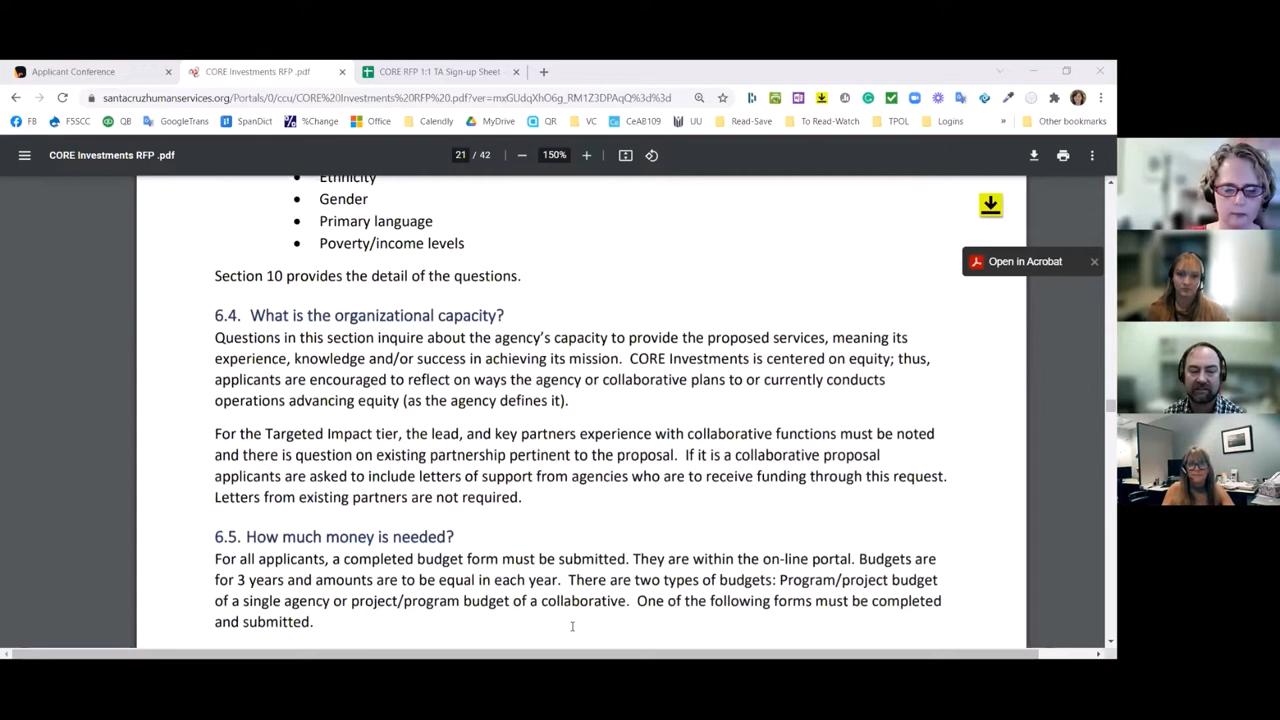 Applicant Conference
CORE Investments RFP .pdf
CORE RFP 1:1 TA Sign-up Sheet
santacruzhumanservices.org/Portals/0/ccu/CORE%20Investments%20RFP%20.pdf?ver=mxGUdqXhO6g_RM1Z3DPAqQ%3d%3d
FB
F5SCC
QB
GoogleTrans
SpanDict
%Change
Office
Calendly
MyDrive
QR
VC
CeAB109
UU
Read-Save
To Read-Watch
TPOL
Logins
»
Other bookmarks
CORE Investments RFP .pdf
21 / 42
150%
• Ethnicity
• Gender
• Primary language
• Poverty/income levels
Open in Acrobat
Section 10 provides the detail of the questions.
6.4. What is the organizational capacity?
Questions in this section inquire about the agency's capacity to provide the proposed services, meaning its
experience, knowledge and/or success in achieving its mission. CORE Investments is centered on equity; thus,
applicants are encouraged to reflect on ways the agency or collaborative plans to or currently conducts
operations advancing equity (as the agency defines it).
For the Targeted Impact tier, the lead, and key partners experience with collaborative functions must be noted
and there is question on existing partnership pertinent to the proposal. If it is a collaborative proposal
applicants are asked to include letters of support from agencies who are to receive funding through this request.
Letters from existing partners are not required.
6.5. How much money is needed?
For all applicants, a completed budget form must be submitted. They are within the on-line portal. Budgets are
for 3 years and amounts are to be equal in each year. There are two types of budgets: Program/project budget
of a single agency or project/program budget of a collaborative. One of the following forms must be completed
and submitted.